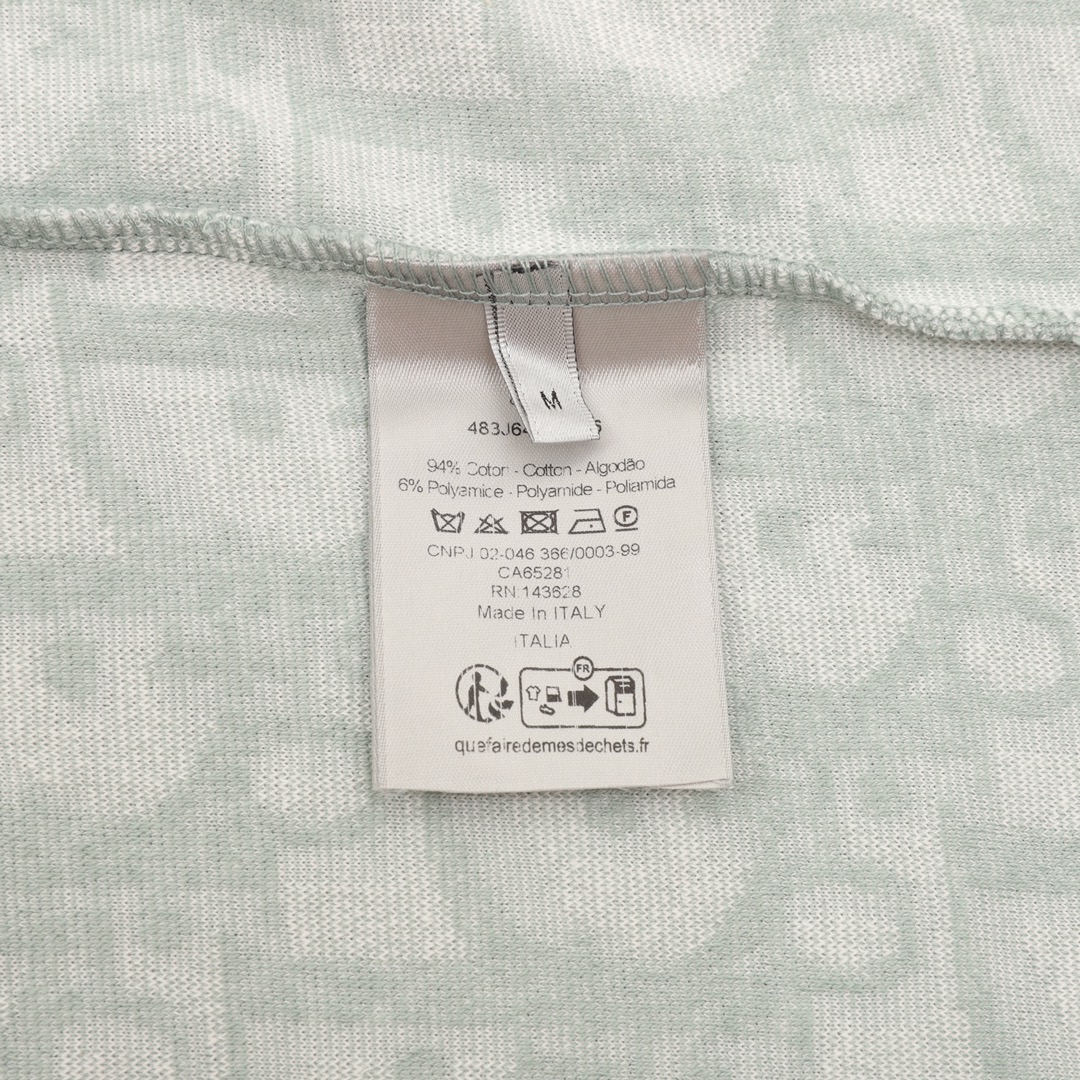 M
94% Coton - Cotton - Algodão
6% Polyamide - Polyamide - Poliamida
CNPJ 02-046 366/0003-99
CA65281
RN.143628
Made In ITALY
ITALIA
FR
quefairedemesdechets.fr